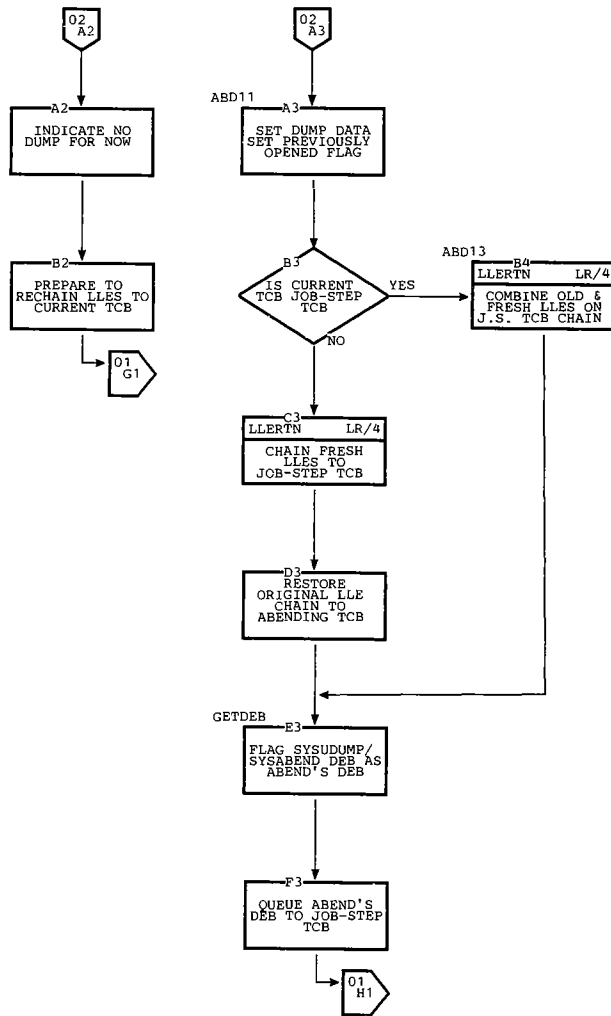 02
A2
A2
INDICATE NO
DUMP FOR NOW
B2
PREPARE TO
RECHAIN LLES TO
CURRENT TCB
01
G1
02
A3
ABD11
A3
SET DUMP DATA
SET PREVIOUSLY
OPENED FLAG
B3
IS CURRENT
TCB JOB-STEP
TCB
YES
NO
ABD13
B4
LLERTN LR/4
COMBINE OLD &
FRESH LLES ON
J.S. TCB CHAIN
C3
LLERTN LR/4
CHAIN FRESH
LLES TO
JOB-STEP TCB
D3
RESTORE
ORIGINAL LLE
CHAIN TO
ABENDING TCB
GETDEB
E3
FLAG SYSUDUMP/
SYSABEND DEB AS
ABEND'S DEB
F3
QUEUE ABEND'S
DEB TO JOB-STEP
TCB
01
H1